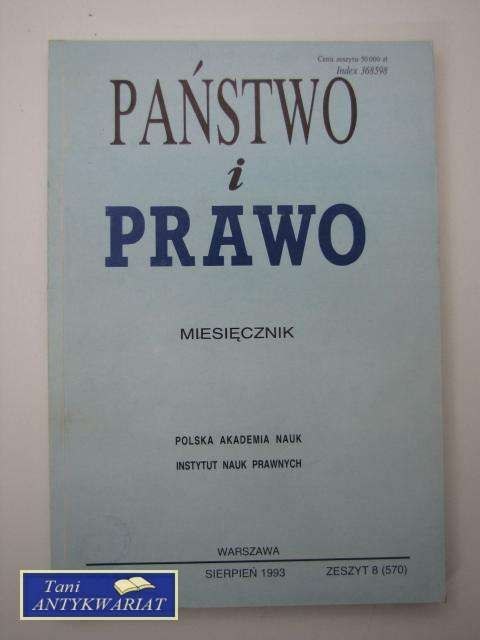 Cena zeszytu 50 000 zł
Index 368598
PAŃSTWO
i
PRAWO
MIESIĘCZNIK
POLSKA AKADEMIA NAUK
INSTYTUT NAUK PRAWNYCH
WARSZAWA
SIERPIEŃ 1993 ZESZYT 8 (570)
Tani
ANTYKWARIAT